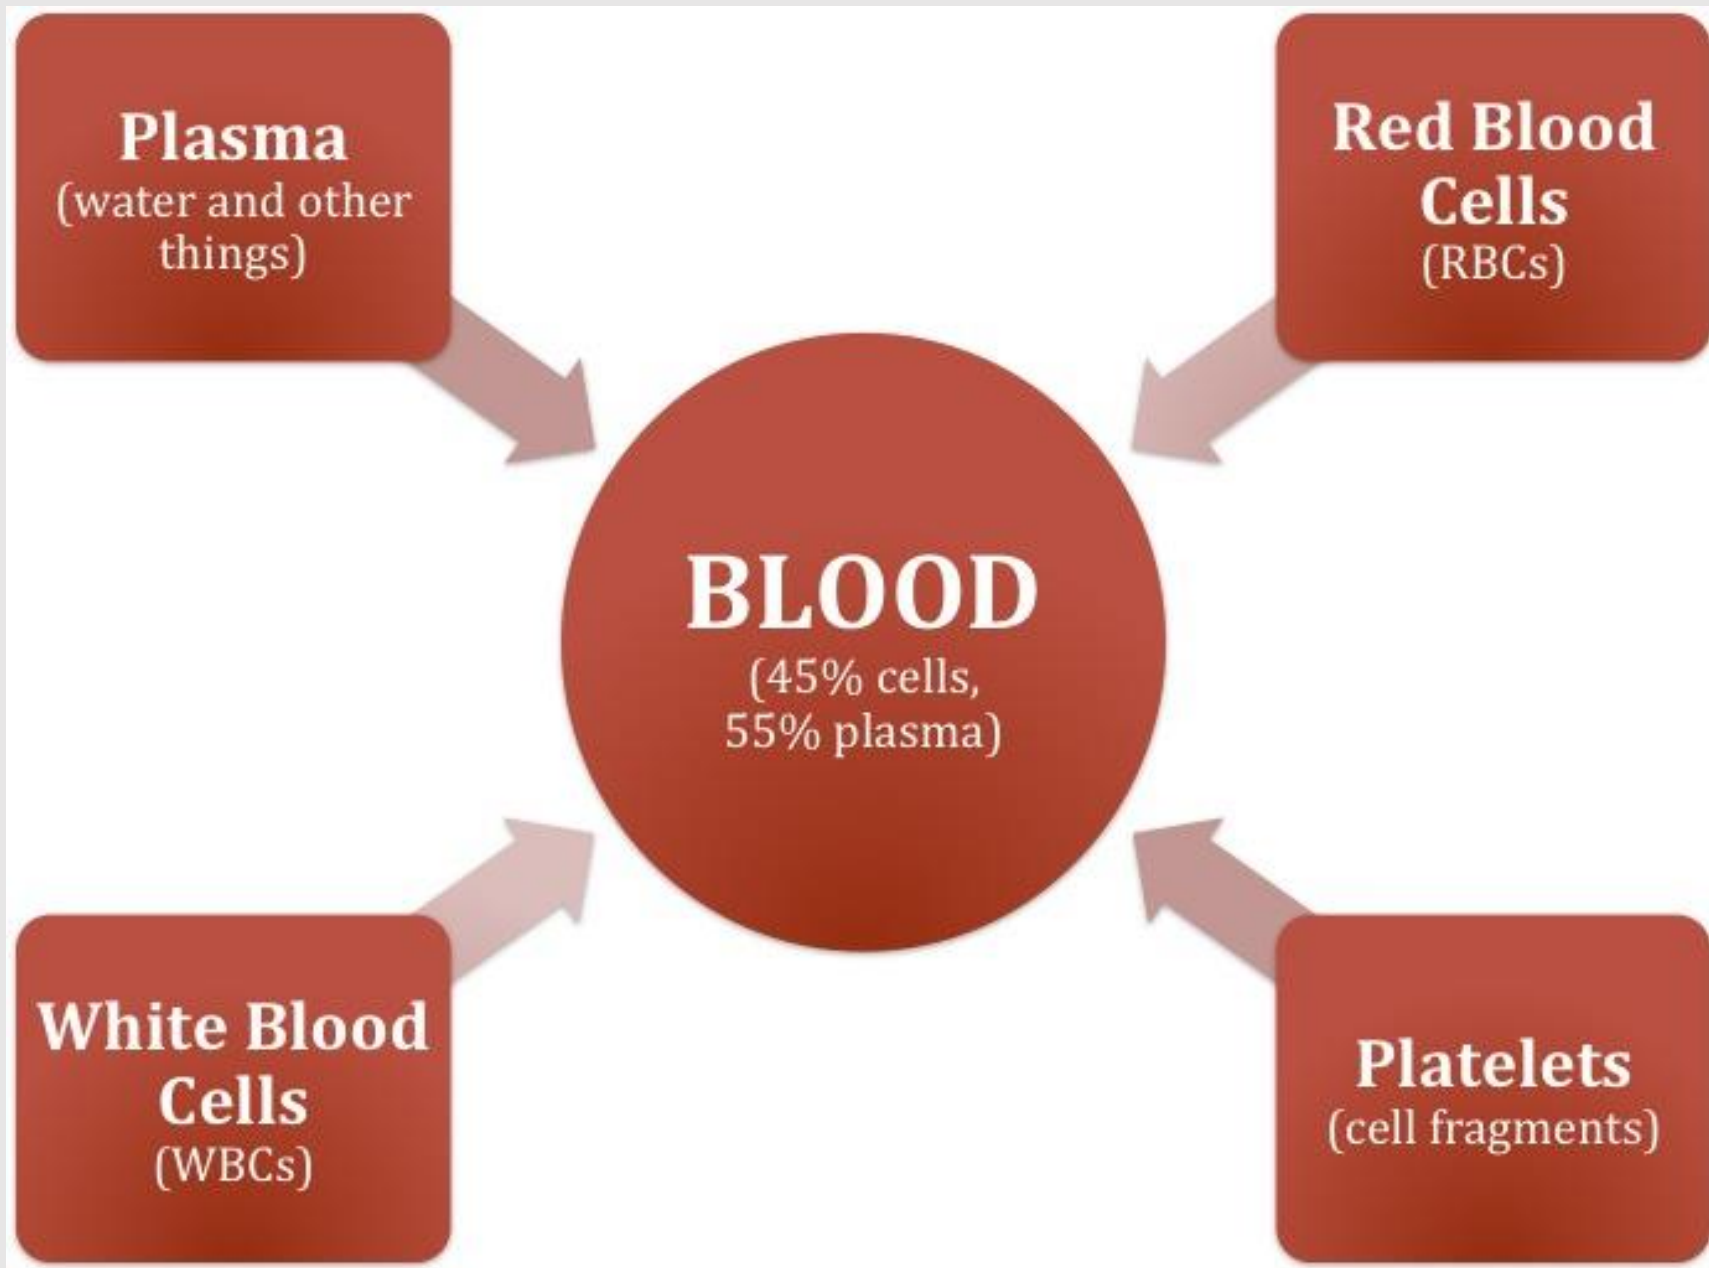 Plasma
(water and other
things)
Red Blood
Cells
(RBCs)
BLOOD
(45% cells,
55% plasma)
White Blood
Cells
(WBCs)
Platelets
(cell fragments)